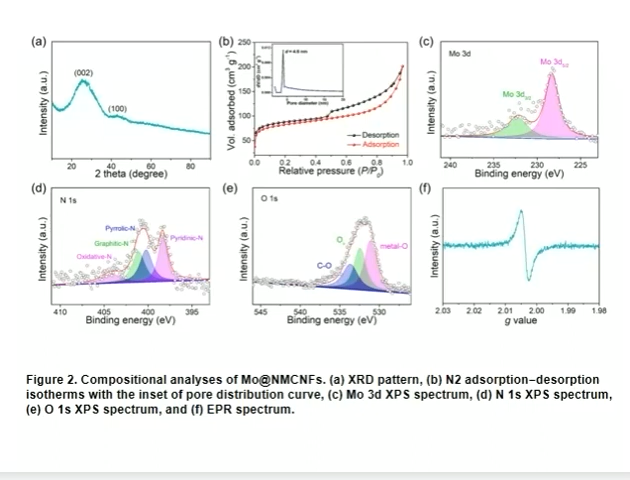 (a)
(002)
(100)
Intensity (a.u.)
20 40 60 80
2 theta (degree)
(b)
250
200
150
100
50
Vol. adsorbed (cm³ g⁻¹)
d = 4.0 nm
Pore diameter (nm)
Desorption
Adsorption
0.0 0.2 0.4 0.6 0.8 1.0
Relative pressure (P/P₀)
(c)
Mo 3d
Mo 3d
Mo 3d
Intensity (a.u.)
240 235 230 225
Binding energy (eV)
(d)
N 1s
Pyrrolic-N
Graphitic-N
Pyridinic-N
Oxidative-N
Intensity (a.u.)
410 400 395
Binding energy (eV)
(e)
O 1s
metal-O
C-O
Intensity (a.u.)
545 540 535 530
Binding energy (eV)
(f)
Intensity (a.u.)
2.03 2.02 2.01 2.00 1.99 1.98
g value
Figure 2. Compositional analyses of Mo@NMCNFs. (a) XRD pattern, (b) N2 adsorption–desorption
isotherms with the inset of pore distribution curve, (c) Mo 3d XPS spectrum, (d) N 1s XPS spectrum,
(e) O 1s XPS spectrum, and (f) EPR spectrum.